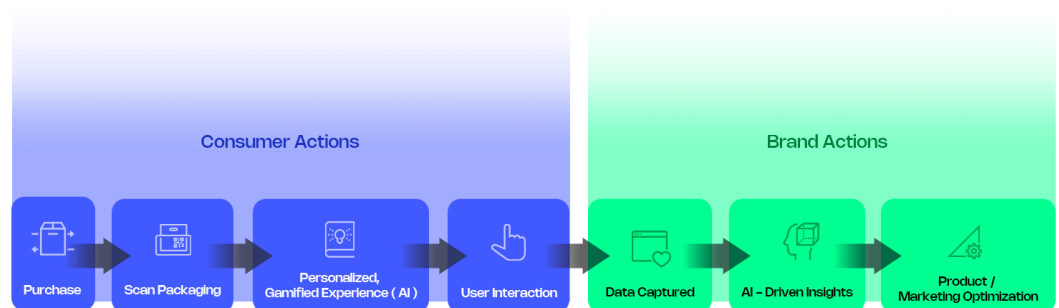 Consumer Actions
Brand Actions
Purchase
Scan Packaging
Personalized,
Gamified Experience ( AI )
User Interaction
Data Captured
AI - Driven Insights
Product /
Marketing Optimization